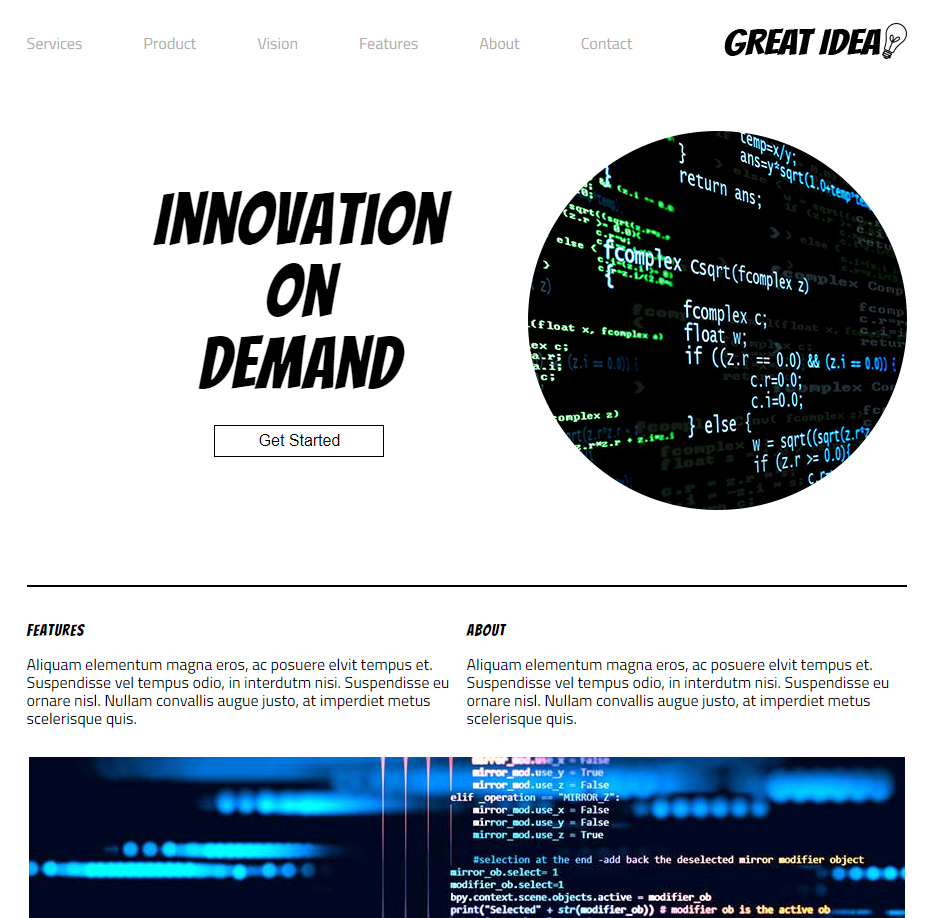 Services Product Vision Features About Contact GREAT IDEA
INNOVATION
ON
DEMAND
Get Started
temp=x/y;
ans=y*sqrt(1.0+temp*te
}
return ans;
fcomplex Csqrt(fcomplex z)
{
fcomplex c;
float w;
if ((z.r == 0.0) && (z.i == 0.0)) {
c.r=0.0;
c.i=0.0;
} else {
w = sqrt((sqrt(z.r*
if (z.r >= 0.0){
FEATURES
Aliquam elementum magna eros, ac posuere elvit tempus et.
Suspendisse vel tempus odio, in interdutm nisi. Suspendisse eu
ornare nisl. Nullam convallis augue justo, at imperdiet metus
scelerisque quis.
ABOUT
Aliquam elementum magna eros, ac posuere elvit tempus et.
Suspendisse vel tempus odio, in interdutm nisi. Suspendisse eu
ornare nisl. Nullam convallis augue justo, at imperdiet metus
scelerisque quis.
mirror_mod.use_x = False
mirror_mod.use_y = True
mirror_mod.use_z = False
elif _operation == "MIRROR_Z":
mirror_mod.use_x = False
mirror_mod.use_y = False
mirror_mod.use_z = True
#selection at the end -add back the deselected mirror modifier object
mirror_ob.select= 1
modifier_ob.select=1
bpy.context.scene.objects.active = modifier_ob
print("Selected" + str(modifier_ob)) # modifier ob is the active ob